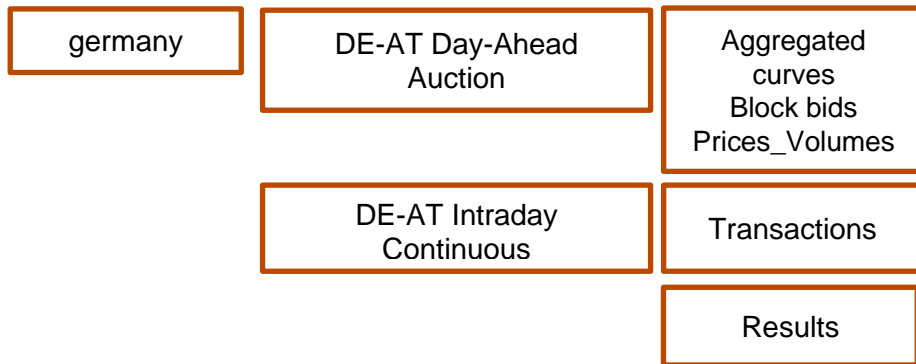 germany
DE-AT Day-Ahead
Auction
Aggregated
curves
Block bids
Prices_Volumes
DE-AT Intraday
Continuous
Transactions
Results